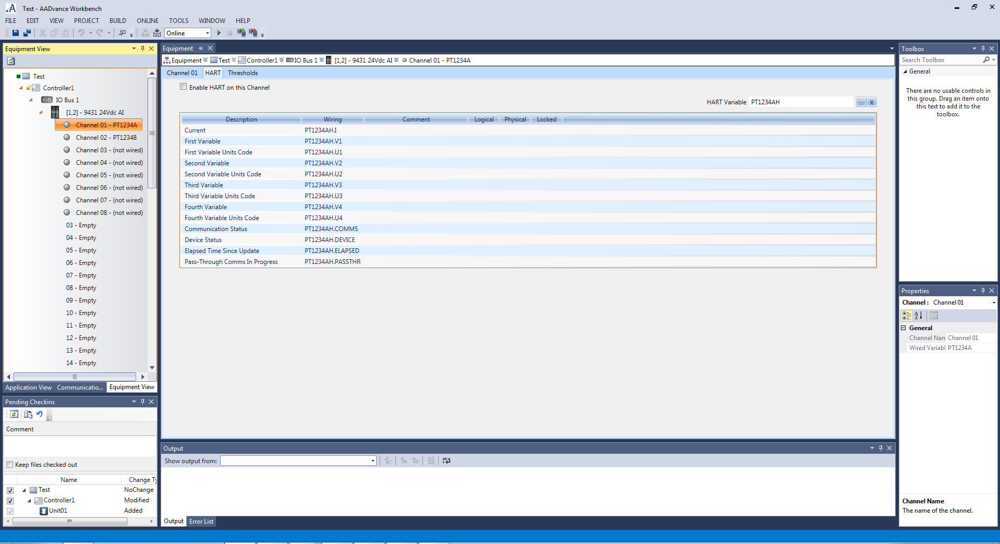 Test - AADvance Workbench
FILE EDIT VIEW PROJECT BUILD ONLINE TOOLS WINDOW HELP
Online
Equipment View
Test
Controller1
IO Bus 1
[1,2] - 9431 24Vdc AI
Channel 01 - PT1234A
Channel 02 - PT1234B
Channel 03 - (not wired)
Channel 04 - (not wired)
Channel 05 - (not wired)
Channel 06 - (not wired)
Channel 07 - (not wired)
Channel 08 - (not wired)
03 - Empty
04 - Empty
05 - Empty
06 - Empty
07 - Empty
08 - Empty
09 - Empty
10 - Empty
11 - Empty
12 - Empty
13 - Empty
14 - Empty
Application View Communicatio... Equipment View
Pending Checkins
Comment
Keep files checked out
Name Change Ty
Test NoChange
Controller1 Modified
Unit01 Added
Equipment
Equipment Test Controller1 IO Bus 1 [1,2] - 9431 24Vdc AI Channel 01 - PT1234A
Channel 01 HART Thresholds
Enable HART on this Channel
HART Variable PT1234AH ... X
Description Wiring Comment Logical Physical Locked
Current PT1234AH.I
First Variable PT1234AH.V1
First Variable Units Code PT1234AH.U1
Second Variable PT1234AH.V2
Second Variable Units Code PT1234AH.U2
Third Variable PT1234AH.V3
Third Variable Units Code PT1234AH.U3
Fourth Variable PT1234AH.V4
Fourth Variable Units Code PT1234AH.U4
Communication Status PT1234AH.COMMS
Device Status PT1234AH.DEVICE
Elapsed Time Since Update PT1234AH.ELAPSED
Pass-Through Comms In Progress PT1234AH.PASSTHR
Output
Show output from:
Output Error List
Toolbox
Search Toolbox
General
There are no usable controls in
this group. Drag an item onto
this text to add it to the
toolbox.
Properties
Channel : Channel 01
General
Channel Nam Channel 01
Wired Variabl PT1234A
Channel Name
The name of the channel.